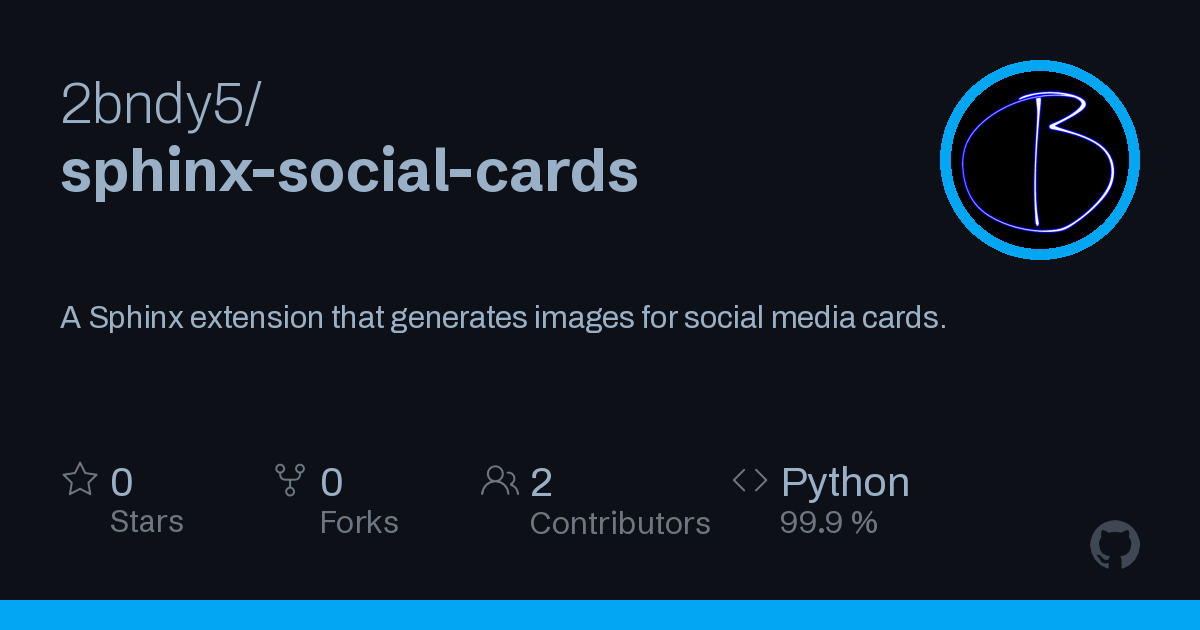 2bndy5/
sphinx-social-cards
B
A Sphinx extension that generates images for social media cards.
0
Stars
0
Forks
2
Contributors
Python
99.9 %